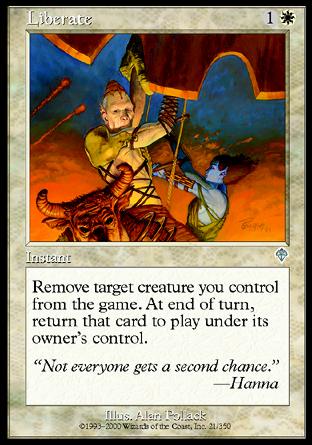 Liberate 1
Instant
Remove target creature you control
from the game. At end of turn,
return that card to play under its
owner's control.
“Not everyone gets a second chance.”
—Hanna
Illus. Alan Pollack
©1993–2000 Wizards of the Coast, Inc. 21/350